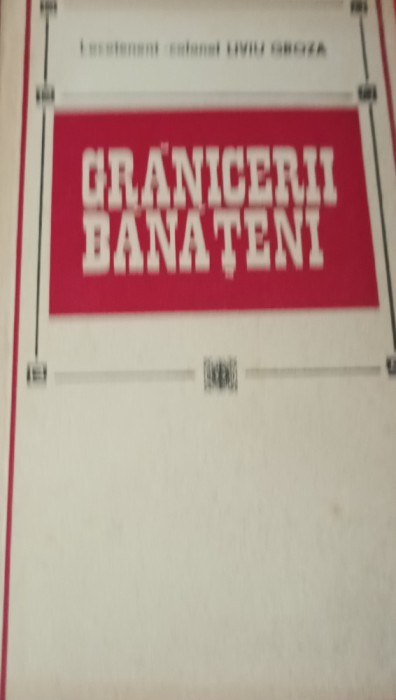 Locotenent-colonel LIVIU GROZA
GRĂNICERII
BĂNĂȚENI